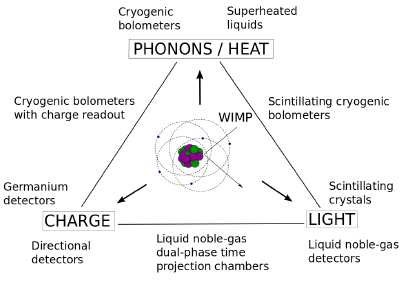 Cryogenic
bolometers
Superheated
liquids
PHONONS / HEAT
Cryogenic bolometers
with charge readout
Scintillating cryogenic
bolometers
WIMP
Germanium
detectors
Scintillating
crystals
CHARGE
LIGHT
Directional
detectors
Liquid noble-gas
dual-phase time
projection chambers
Liquid noble-gas
detectors